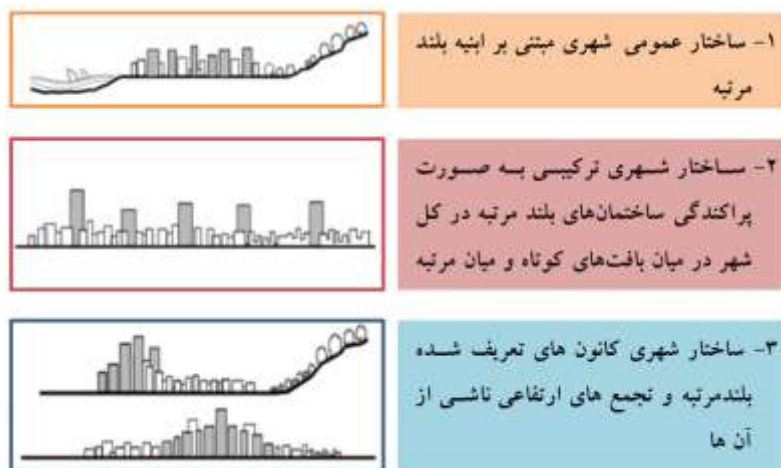 ۱- ساختار عمومی شهری مبتنی بر ابنیه بلند
مرتبه
۲- ساختار شهری ترکیبی به صورت
پراکندگی ساختمان‌های بلند مرتبه در کل
شهر در میان بافت‌های کوتاه و میان مرتبه
۳- ساختار شهری کانون های تعریف شده
بلندمرتبه و تجمع های ارتفاعی ناشی از
آن ها